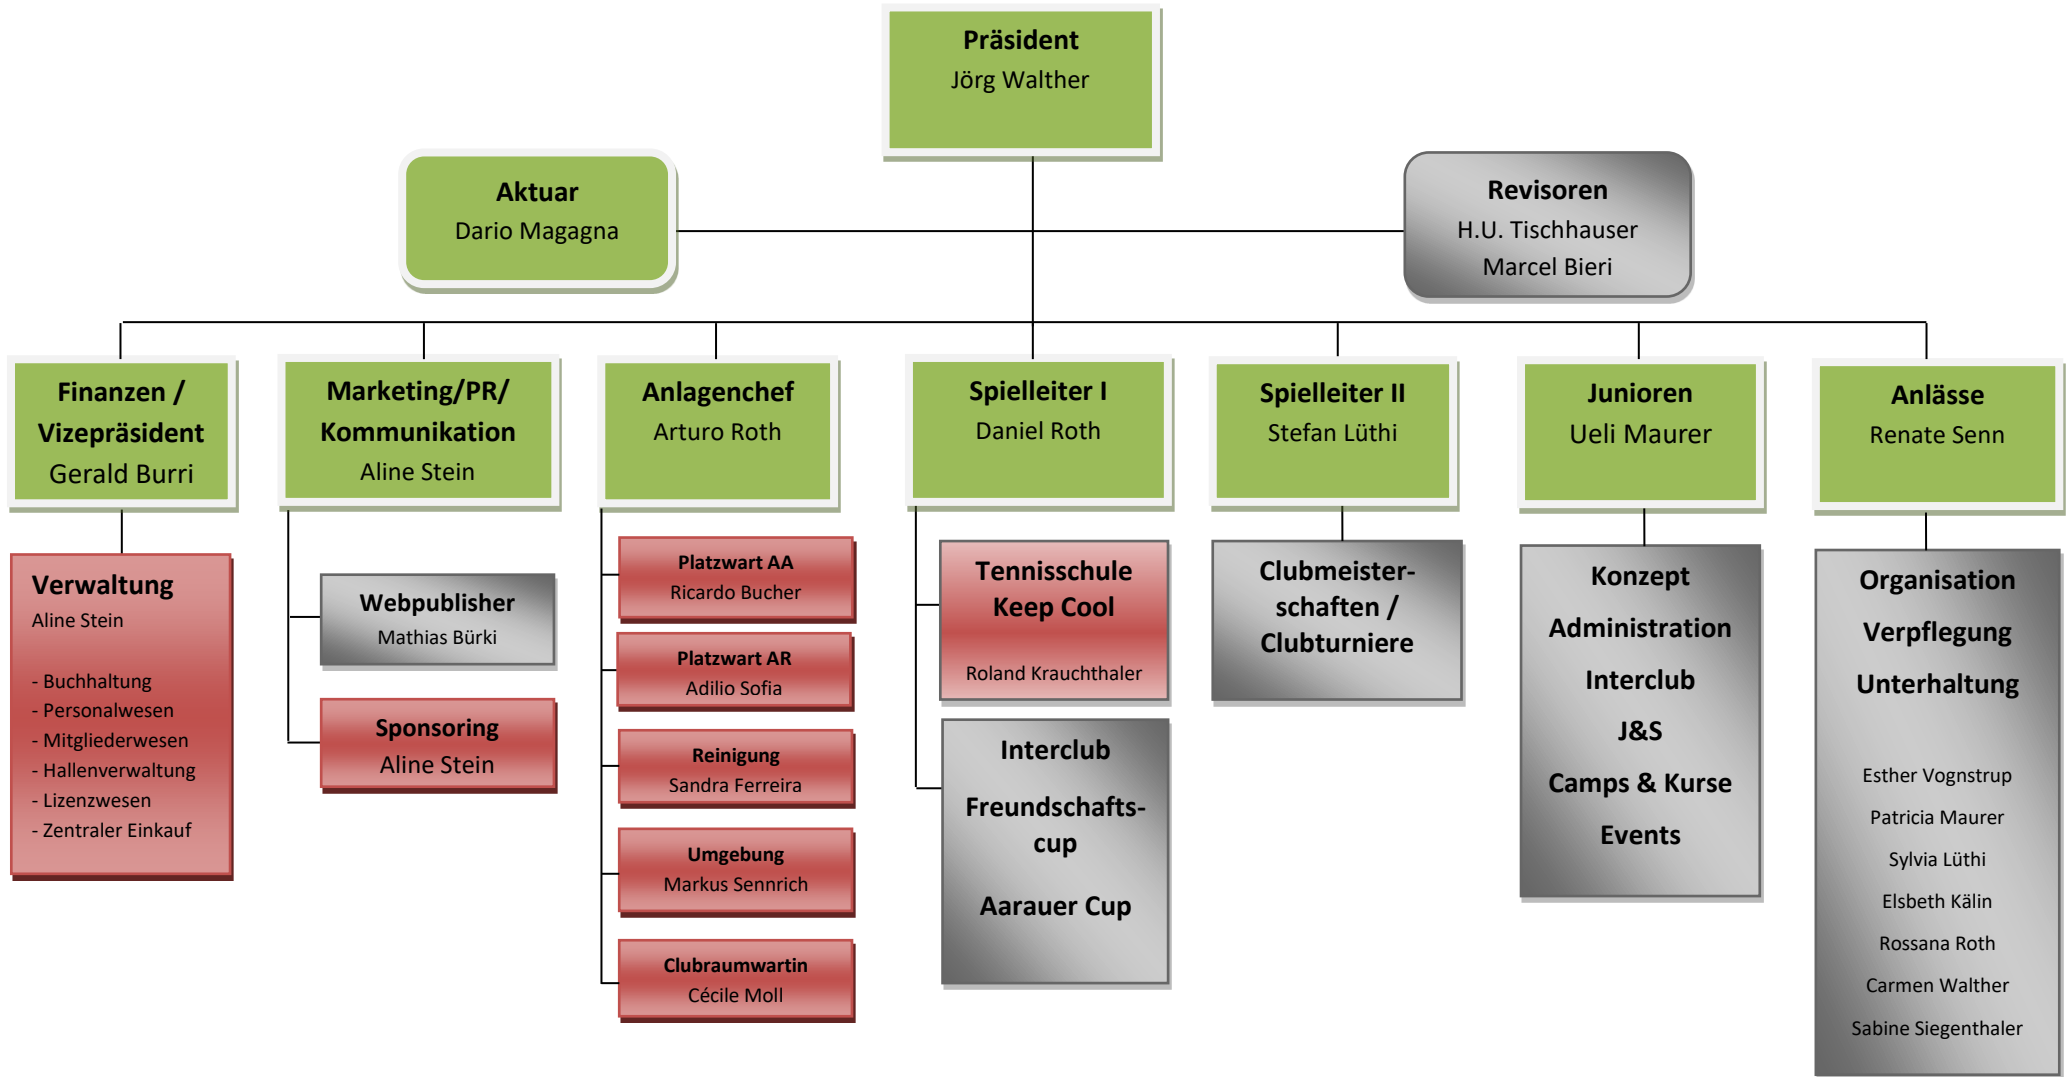 Präsident
Jörg Walther
Aktuar
Dario Magagna
Revisoren
H.U. Tischhauser
Marcel Bieri
Finanzen /
Vizepräsident
Gerald Burri
Marketing/PR/
Kommunikation
Aline Stein
Anlagenchef
Arturo Roth
Spielleiter I
Daniel Roth
Spielleiter II
Stefan Lüthi
Junioren
Ueli Maurer
Anlässe
Renate Senn
Verwaltung
Aline Stein
- Buchhaltung
- Personalwesen
- Mitgliederwesen
- Hallenverwaltung
- Lizenzwesen
- Zentraler Einkauf
Webpublisher
Mathias Bürki
Sponsoring
Aline Stein
Platzwart AA
Ricardo Bucher
Platzwart AR
Adilio Sofia
Reinigung
Sandra Ferreira
Umgebung
Markus Sennrich
Clubraumwartin
Cécile Moll
Tennisschule
Keep Cool
Roland Krauchthaler
Interclub
Freundschafts-
cup
Aarauer Cup
Clubmeister-
schaften /
Clubturniere
Konzept
Administration
Interclub
J&S
Camps & Kurse
Events
Organisation
Verpflegung
Unterhaltung
Esther Vognstrup
Patricia Maurer
Sylvia Lüthi
Elsbeth Kälin
Rossana Roth
Carmen Walther
Sabine Siegenthaler